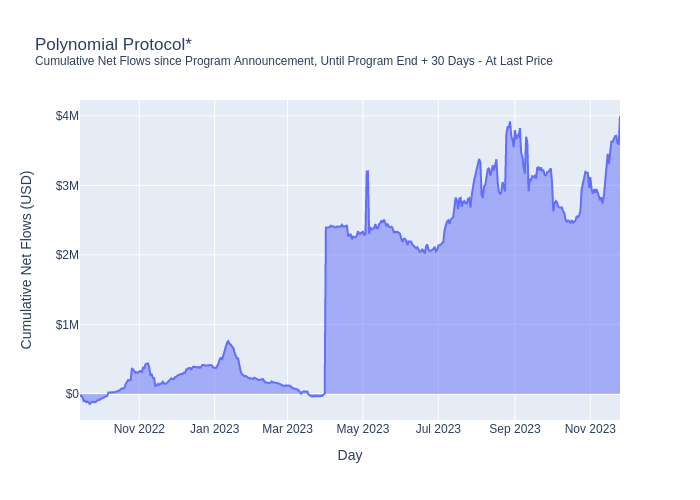 Polynomial Protocol*
Cumulative Net Flows since Program Announcement, Until Program End + 30 Days - At Last Price
Cumulative Net Flows (USD)
$4M
$3M
$2M
$1M
$0
Nov 2022 Jan 2023 Mar 2023 May 2023 Jul 2023 Sep 2023 Nov 2023
Day